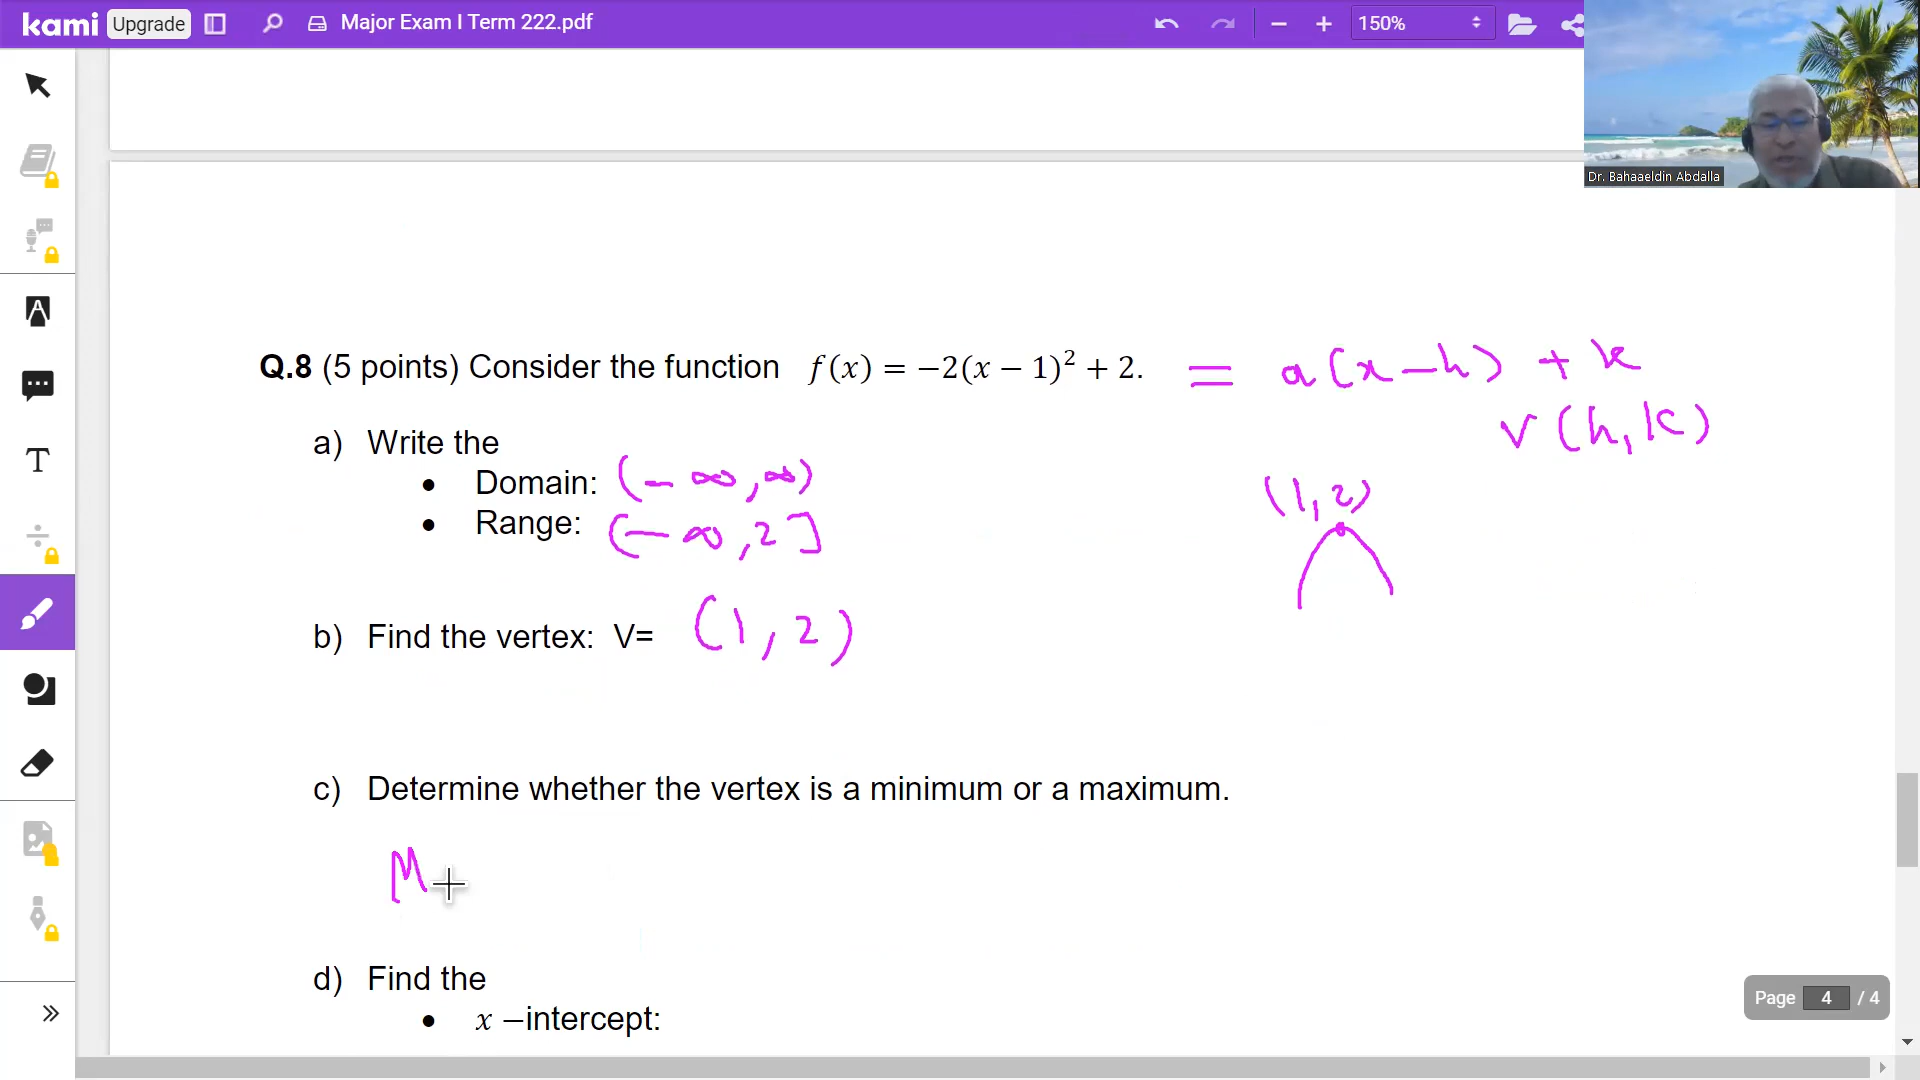 kami Upgrade Major Exam I Term 222.pdf 150%
Dr. Bahaaeldin Abdalla
Q.8 (5 points) Consider the function f(x) = −2(x − 1)² + 2. = a(x-h) + k
V(h,k)
a) Write the
• Domain: (-∞,∞)
• Range: (-∞,2]
(1,2)
b) Find the vertex: V= (1,2)
c) Determine whether the vertex is a minimum or a maximum.
M
d) Find the
• x −intercept:
Page 4 / 4